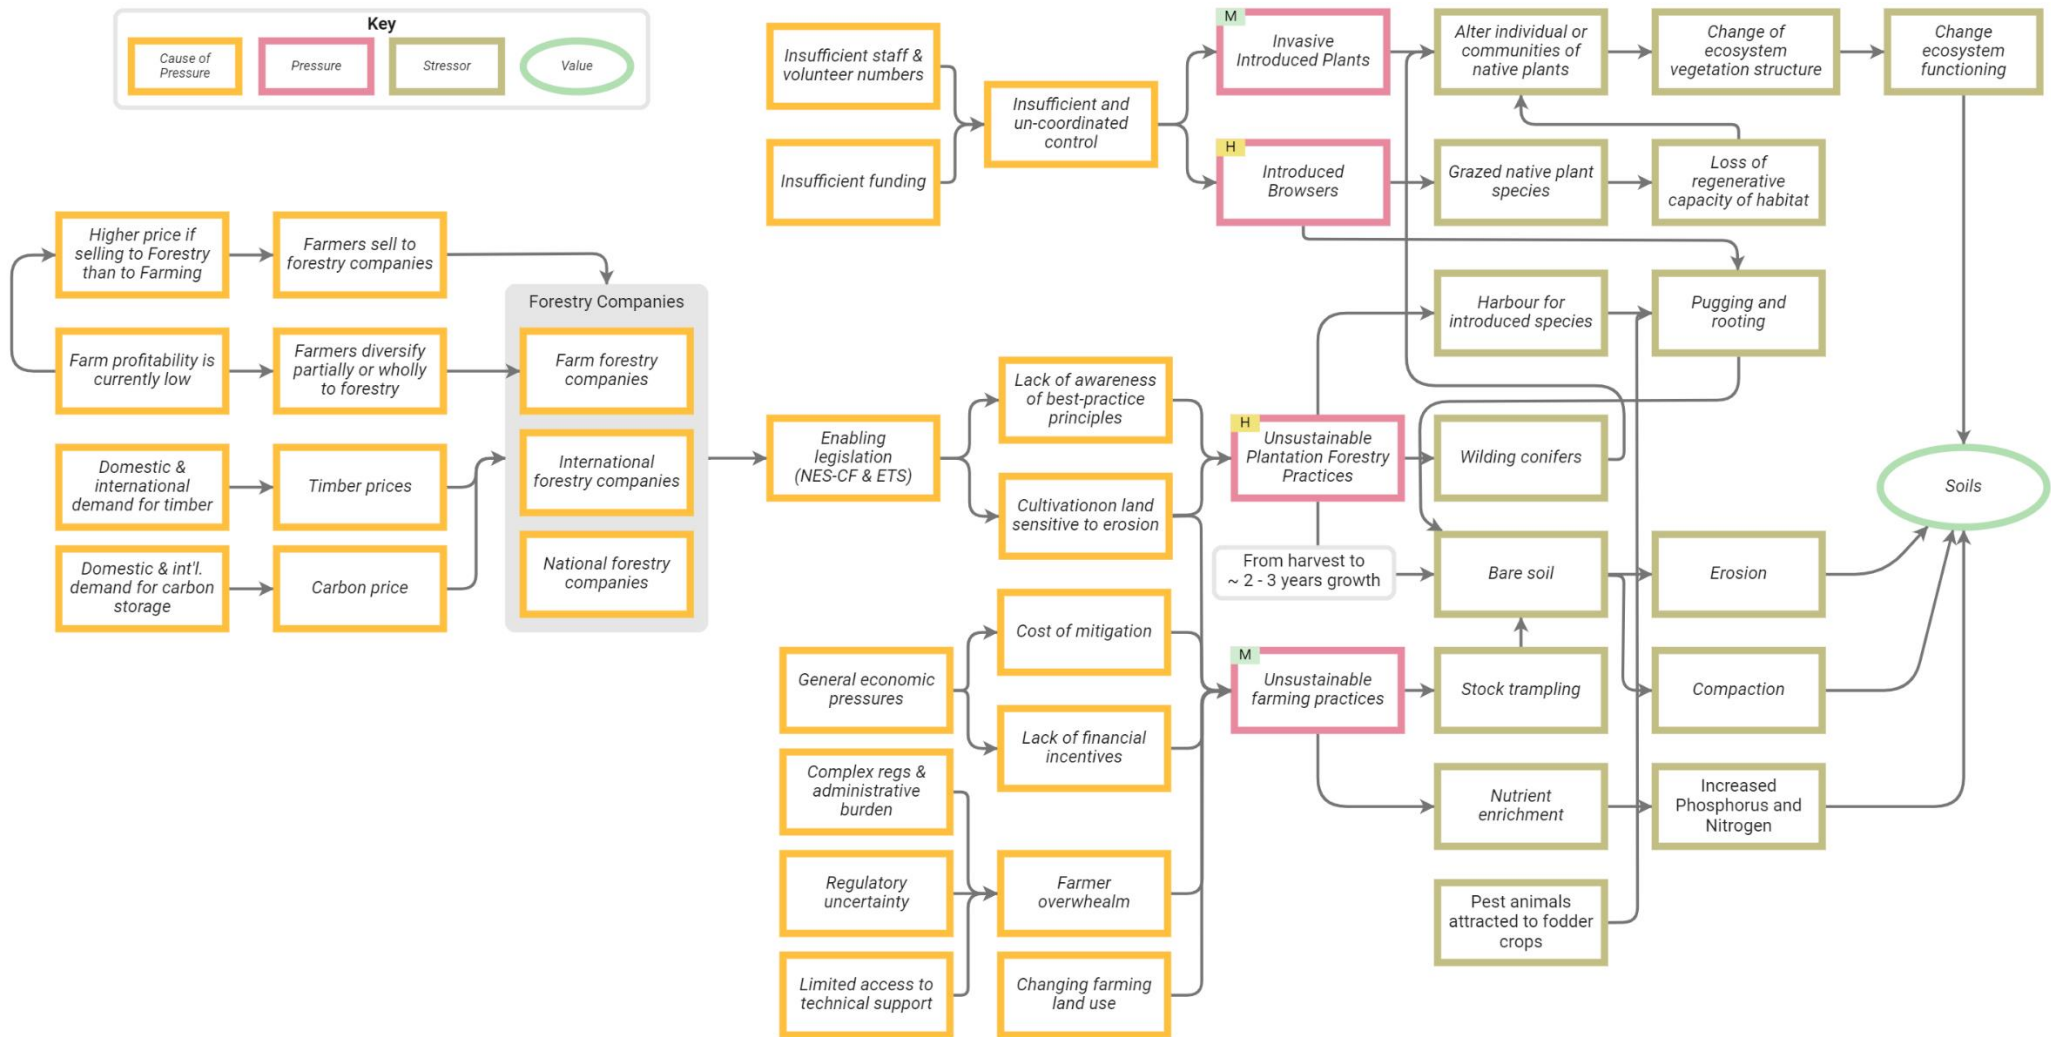 Key
Cause of
Pressure
Pressure
Stressor
Value
Insufficient staff &
volunteer numbers
Insufficient funding
Insufficient and
un-coordinated
control
M
Invasive
Introduced Plants
H
Introduced
Browsers
Alter individual or
communities of
native plants
Change of
ecosystem
vegetation structure
Change
ecosystem
functioning
Grazed native plant
species
Loss of
regenerative
capacity of habitat
Higher price if
selling to Forestry
than to Farming
Farmers sell to
forestry companies
Farm profitability is
currently low
Farmers diversify
partially or wholly
to forestry
Domestic &
international
demand for timber
Timber prices
Domestic & int'l.
demand for carbon
storage
Carbon price
Forestry Companies
Farm forestry
companies
International
forestry companies
National forestry
companies
Enabling
legislation
(NES-CF & ETS)
Lack of awareness
of best-practice
principles
Cultivationon land
sensitive to erosion
H
Unsustainable
Plantation Forestry
Practices
From harvest to
~ 2 - 3 years growth
Harbour for
introduced species
Pugging and
rooting
Wilding conifers
Bare soil
Erosion
Soils
General economic
pressures
Cost of mitigation
Lack of financial
incentives
Complex regs &
administrative
burden
Regulatory
uncertainty
Limited access to
technical support
Farmer
overwhealm
Changing farming
land use
M
Unsustainable
farming practices
Stock trampling
Compaction
Nutrient
enrichment
Increased
Phosphorus and
Nitrogen
Pest animals
attracted to fodder
crops